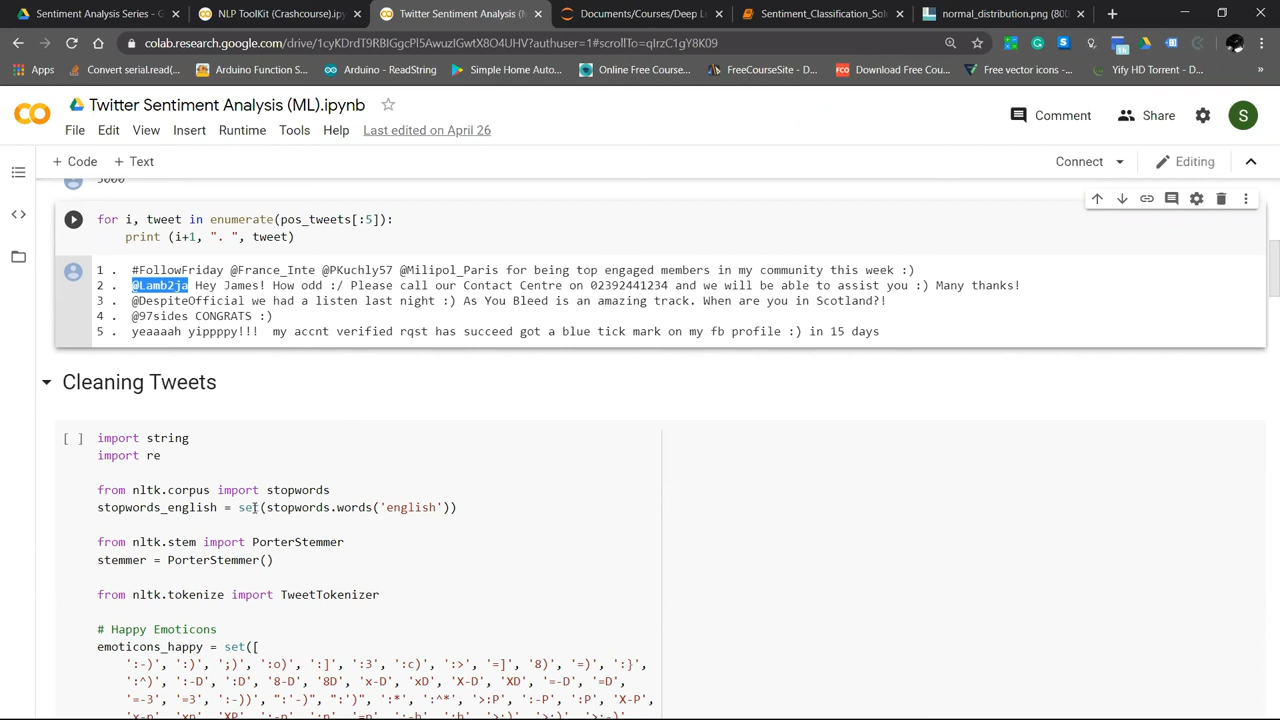 Sentiment Analysis Series - G
NLP ToolKit (Crashcourse).ipy
Twitter Sentiment Analysis (M
Documents/Courses/Deep L
Sentiment_Classification_Sol
normal_distribution.png (800
colab.research.google.com/drive/1cyKDrdT9RBIGgcPl5AwuzIGwtX8O4UHV?authuser=1#scrollTo=qIrzC1gY8K09
Apps
Convert serial.read(...
Arduino Function S...
Arduino - ReadString
Simple Home Auto...
Online Free Course...
FreeCourseSite - D...
Download Free Cou...
Free vector icons - ...
Yify HD Torrent - D...
Twitter Sentiment Analysis (ML).ipynb
Comment
Share
S
File Edit View Insert Runtime Tools Help Last edited on April 26
+ Code + Text
Connect
Editing
5000
for i, tweet in enumerate(pos_tweets[:5]):
print (i+1, ". ", tweet)
1 . #FollowFriday @France_Inte @PKuchly57 @Milipol_Paris for being top engaged members in my community this week :)
2 . @Lamb2ja Hey James! How odd :/ Please call our Contact Centre on 02392441234 and we will be able to assist you :) Many thanks!
3 . @DespiteOfficial we had a listen last night :) As You Bleed is an amazing track. When are you in Scotland?!
4 . @97sides CONGRATS :)
5 . yeaaaah yippppy!!!  my accnt verified rqst has succeed got a blue tick mark on my fb profile :) in 15 days
Cleaning Tweets
[ ] import string
import re
from nltk.corpus import stopwords
stopwords_english = set(stopwords.words('english'))
from nltk.stem import PorterStemmer
stemmer = PorterStemmer()
from nltk.tokenize import TweetTokenizer
# Happy Emoticons
emoticons_happy = set([
':-)', ':)', ';)', ':o)', ':]', ':3', ':c)', ':>', '=]', '8)', '=)', ':}',
':^)', ':-D', ':D', '8-D', '8D', 'x-D', 'xD', 'X-D', 'XD', '=-D', '=D',
'=-3', '=3', ':-))', ":'-)", ":')", ':*', ':^*', '>:P', ':-P', ':P', 'X-P',
'x-p', 'xp', 'XP', ':-p', ':p', '=p', ':-b', ':b', '>:)', '>;)', '>:-)',